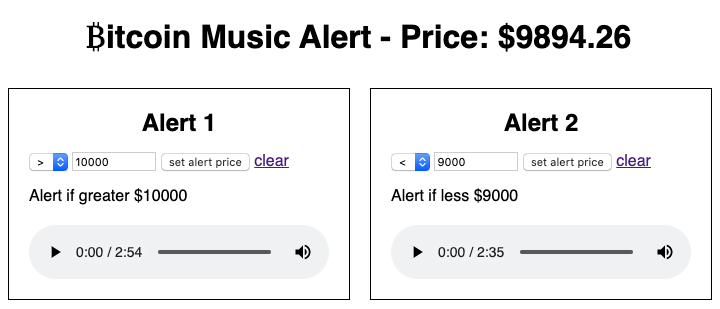 ₿itcoin Music Alert - Price: $9894.26
Alert 1
> 10000 set alert price clear
Alert if greater $10000
0:00 / 2:54
Alert 2
< 9000 set alert price clear
Alert if less $9000
0:00 / 2:35